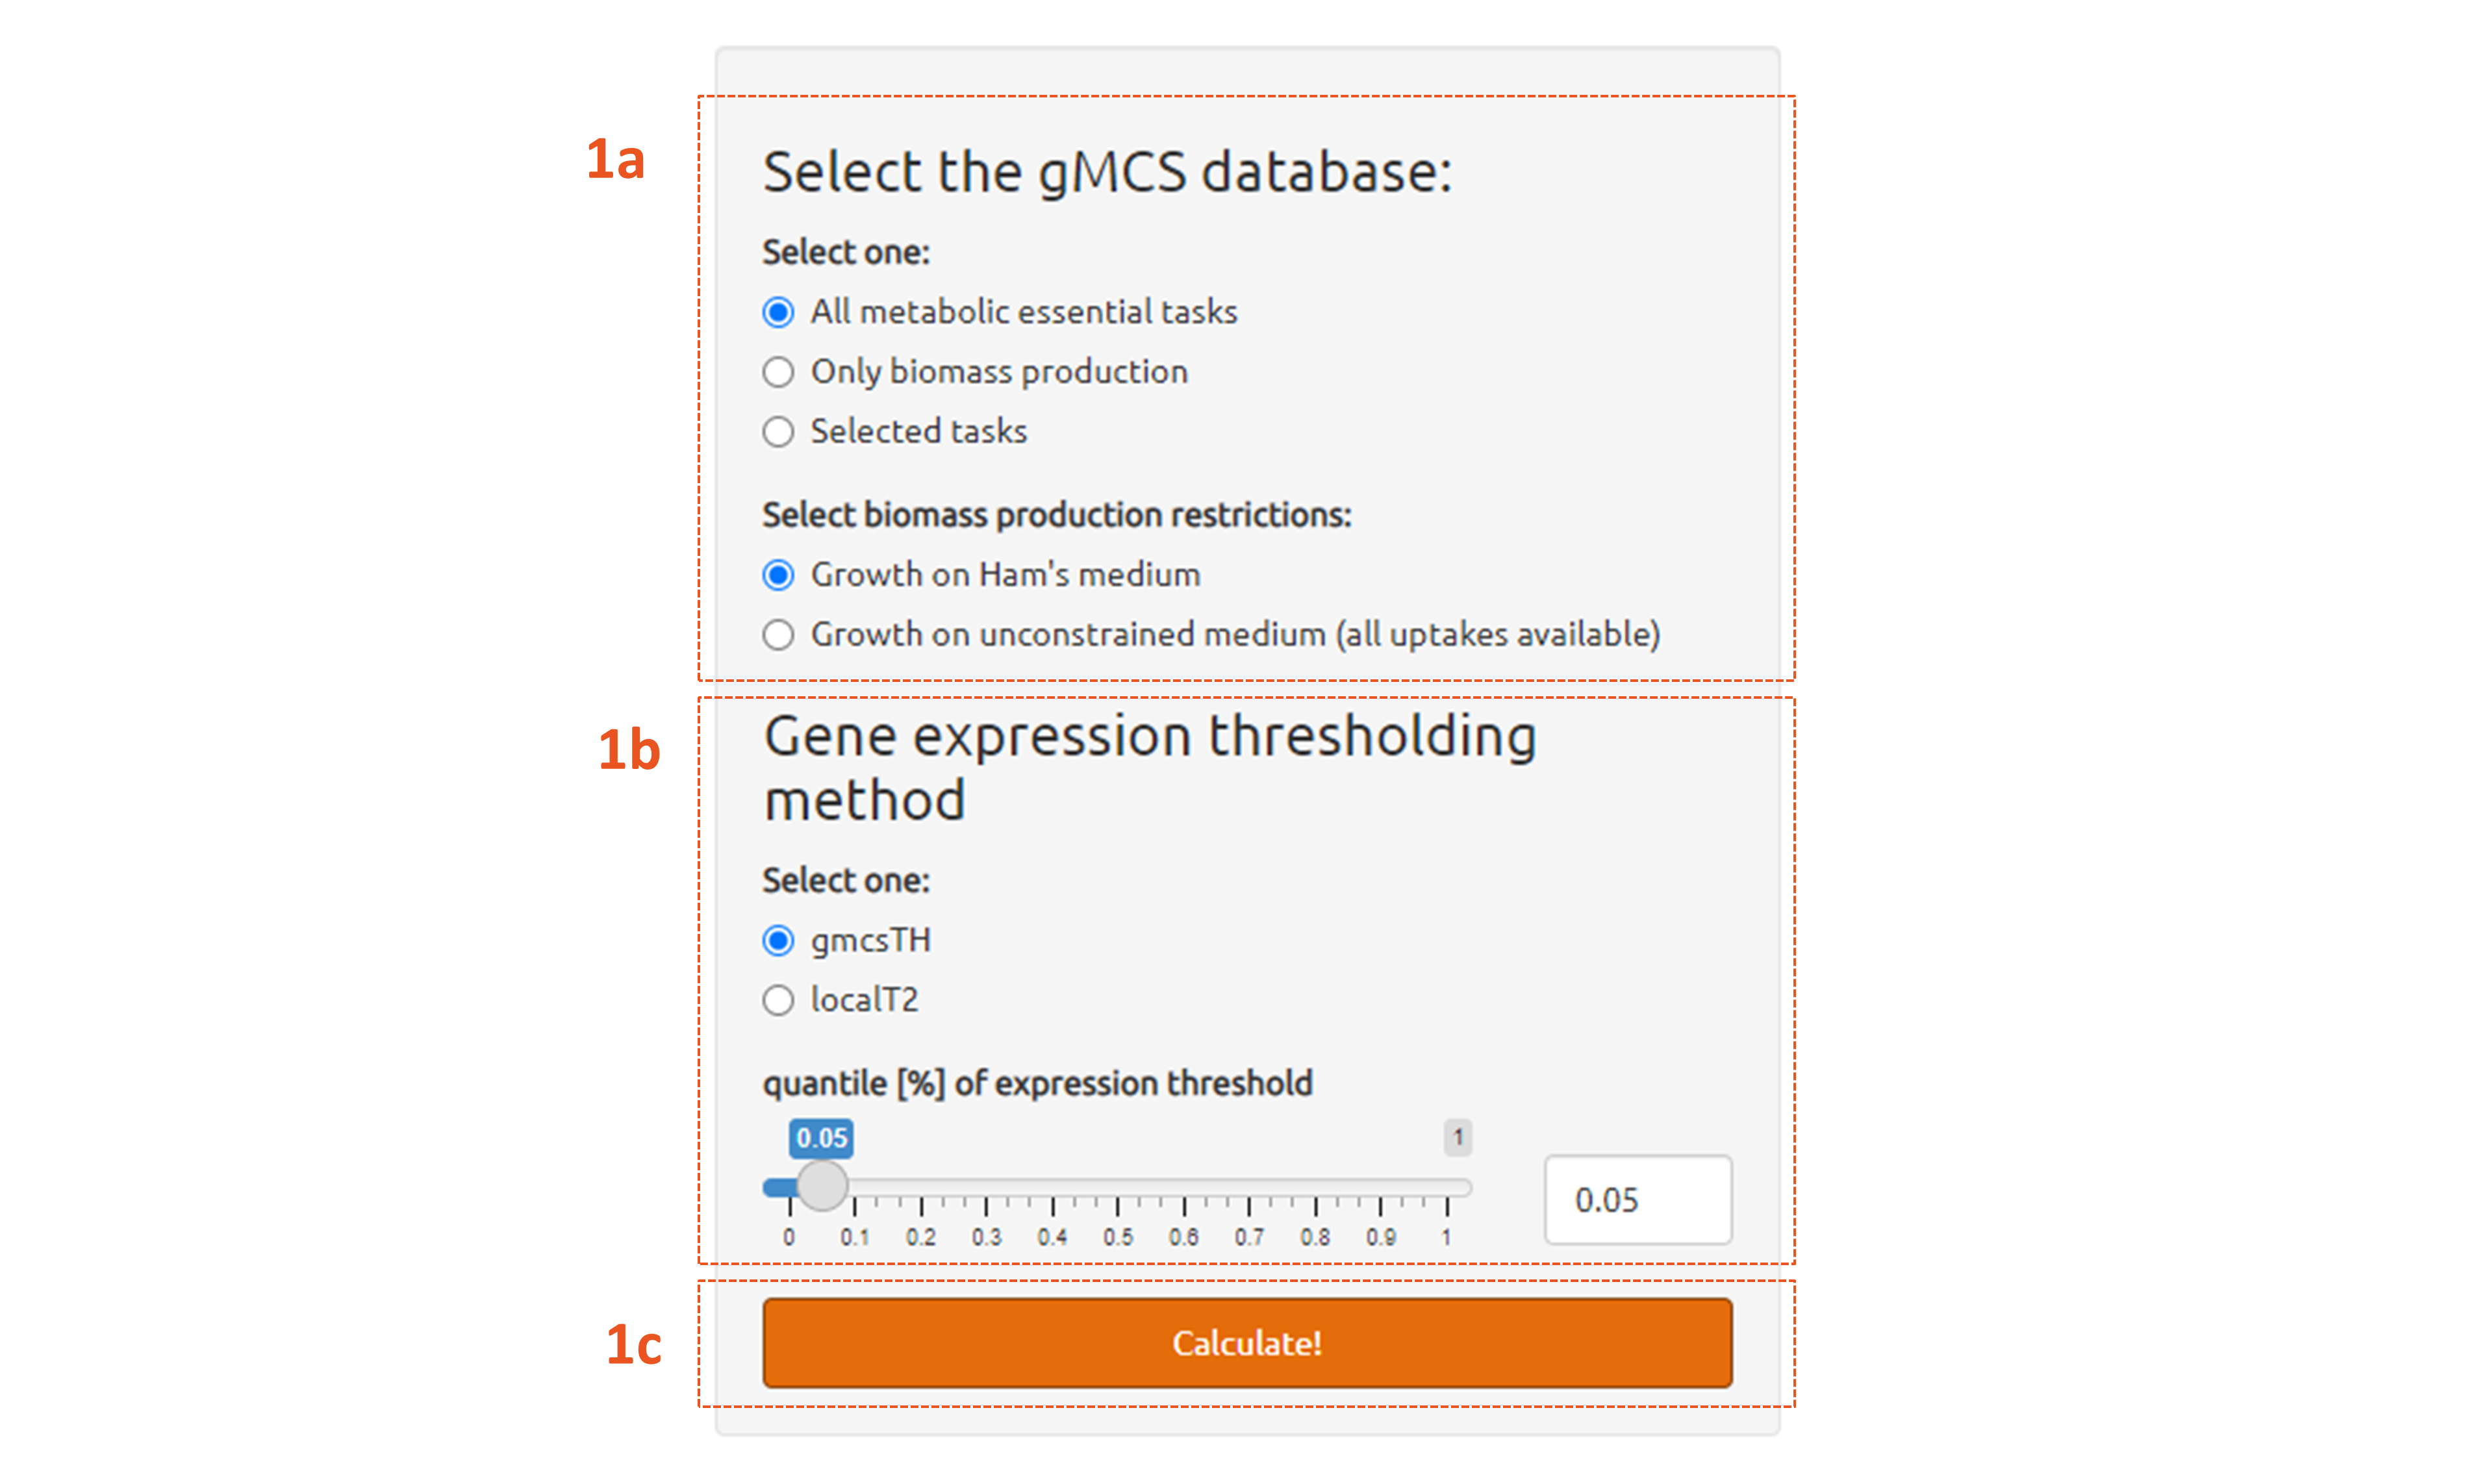 1a
Select the gMCS database:
Select one:
All metabolic essential tasks
Only biomass production
Selected tasks
Select biomass production restrictions:
Growth on Ham's medium
Growth on unconstrained medium (all uptakes available)
1b
Gene expression thresholding
method
Select one:
gmcsTH
localT2
quantile [%] of expression threshold
0.05 1
0.05
0 0.1 0.2 0.3 0.4 0.5 0.6 0.7 0.8 0.9 1
1c
Calculate!